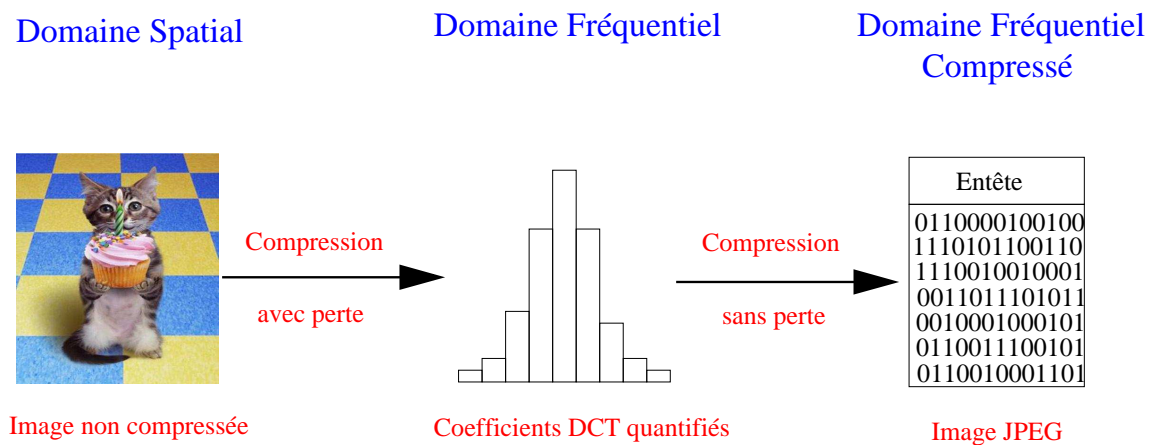 Domaine Spatial
Domaine Fréquentiel
Domaine Fréquentiel
Compressé
Compression
avec perte
Compression
sans perte
Entête
0110000100100
1110101100110
1110010010001
0011011101011
0010001000101
0110011100101
0110010001101
Image non compressée
Coefficients DCT quantifiés
Image JPEG